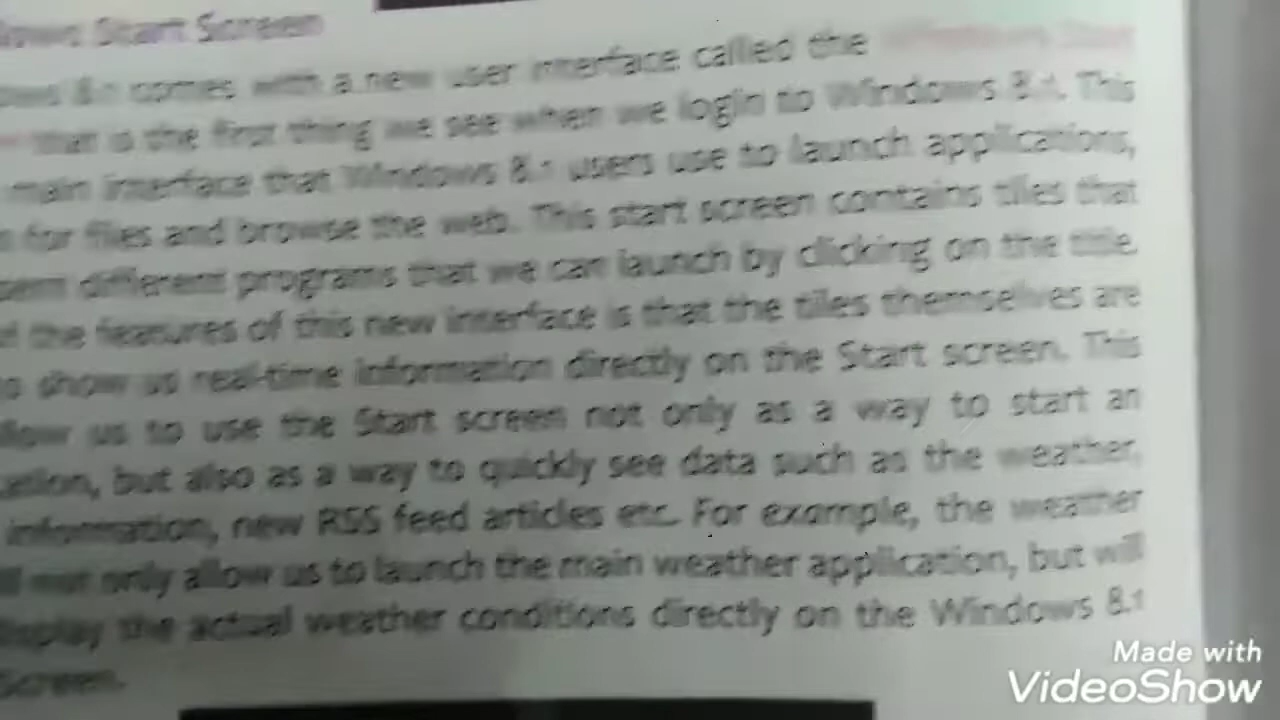 Start Screen
8.1 comes with a new user interface called the
that is the first thing we see when we login to Windows 8.1. This
main interface that Windows 8.1 users use to launch applications,
for files and browse the web. This start screen contains tiles that
different programs that we can launch by clicking on the title.
the features of this new interface is that the tiles themselves are
show us real-time information directly on the Start screen. This
us to use the Start screen not only as a way to start an
but also as a way to quickly see data such as the weather,
information, new RSS feed articles etc. For example, the weather
not only allow us to launch the main weather application, but will
the actual weather conditions directly on the Windows 8.1
Screen.
Made with
VideoShow